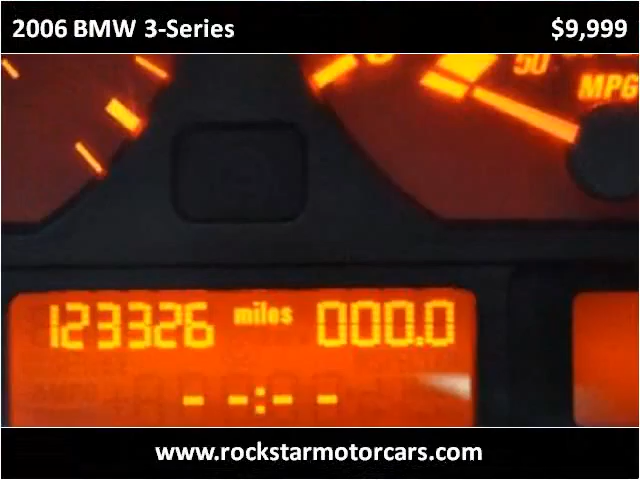 2006 BMW 3-Series $9,999
50
MPG
123326 miles 000.0
- -:- -
www.rockstarmotorcars.com